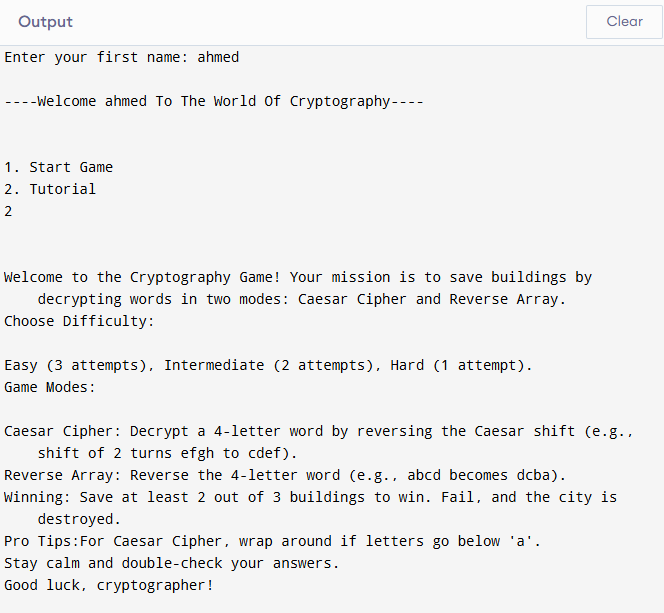 Output
Clear
Enter your first name: ahmed
----Welcome ahmed To The World Of Cryptography----
1. Start Game
2. Tutorial
2
Welcome to the Cryptography Game! Your mission is to save buildings by
decrypting words in two modes: Caesar Cipher and Reverse Array.
Choose Difficulty:
Easy (3 attempts), Intermediate (2 attempts), Hard (1 attempt).
Game Modes:
Caesar Cipher: Decrypt a 4-letter word by reversing the Caesar shift (e.g.,
shift of 2 turns efgh to cdef).
Reverse Array: Reverse the 4-letter word (e.g., abcd becomes dcba).
Winning: Save at least 2 out of 3 buildings to win. Fail, and the city is
destroyed.
Pro Tips:For Caesar Cipher, wrap around if letters go below 'a'.
Stay calm and double-check your answers.
Good luck, cryptographer!